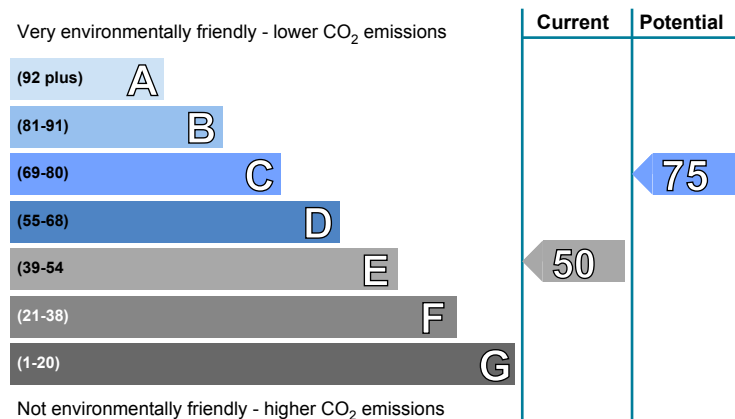 Very environmentally friendly - lower CO₂ emissions
Current
Potential
(92 plus) A
(81-91) B
(69-80) C
75
(55-68) D
(39-54 E
50
(21-38) F
(1-20) G
Not environmentally friendly - higher CO₂ emissions